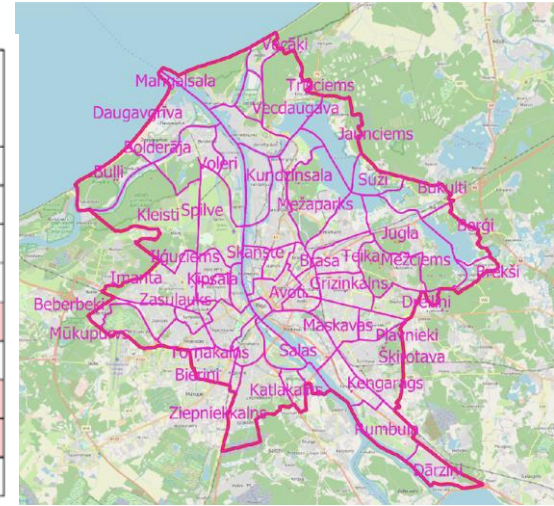 Vecāki
Mangaļsala
Trīsciems
Daugavgrīva
Vecdaugava
Jaunciems
Bolderāja
Voleri
Buļļi
Kundziņsala
Suži
Bukulti
Kleisti
Spilve
Mežaparks
Jugla
Berģi
Iļģuciems
Skanste
Brasa
Teika
Mežciems
Brekši
Imanta
Ķīpsala
Avoti
Grīziņkalns
Beberbeķi
Zasulauks
Dreiliņi
Mūkupurvs
Maskavas
Pļavnieki
Torņakalns
Salas
Šķirotava
Bieriņi
Katlakalns
Ķengarags
Ziepniekkalns
Rumbula
Dārziņi